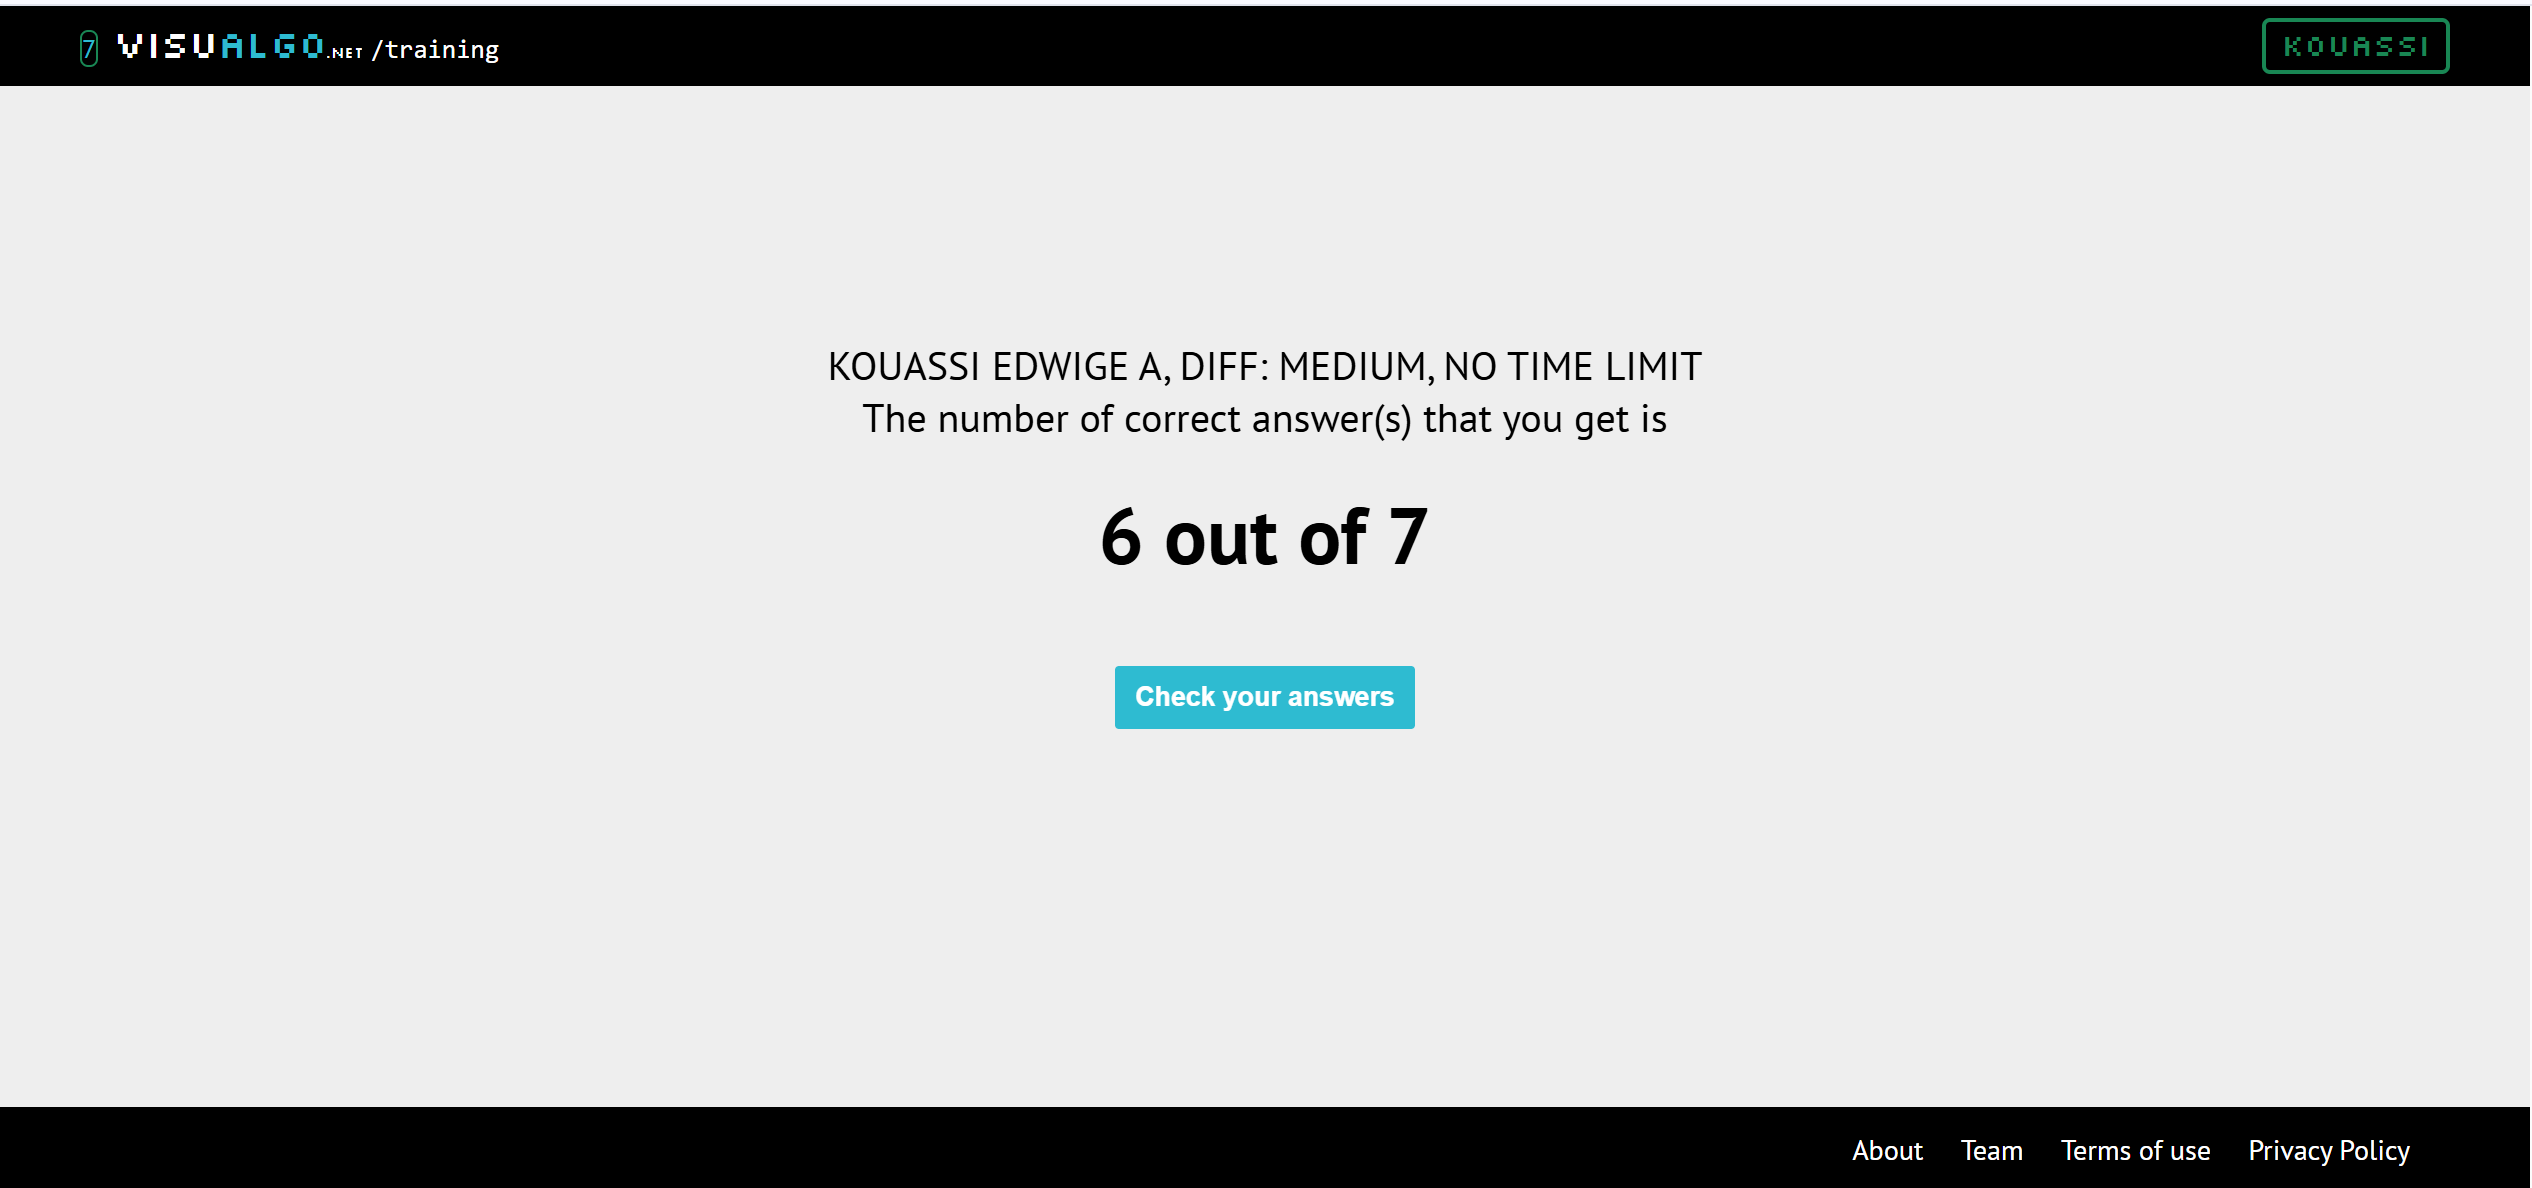 7 VISUALGO.NET /training
KOUASSI
KOUASSI EDWIGE A, DIFF: MEDIUM, NO TIME LIMIT
The number of correct answer(s) that you get is
6 out of 7
Check your answers
About Team Terms of use Privacy Policy